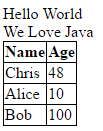 Hello World
We Love Java
Name Age
Chris 48
Alice 10
Bob 100